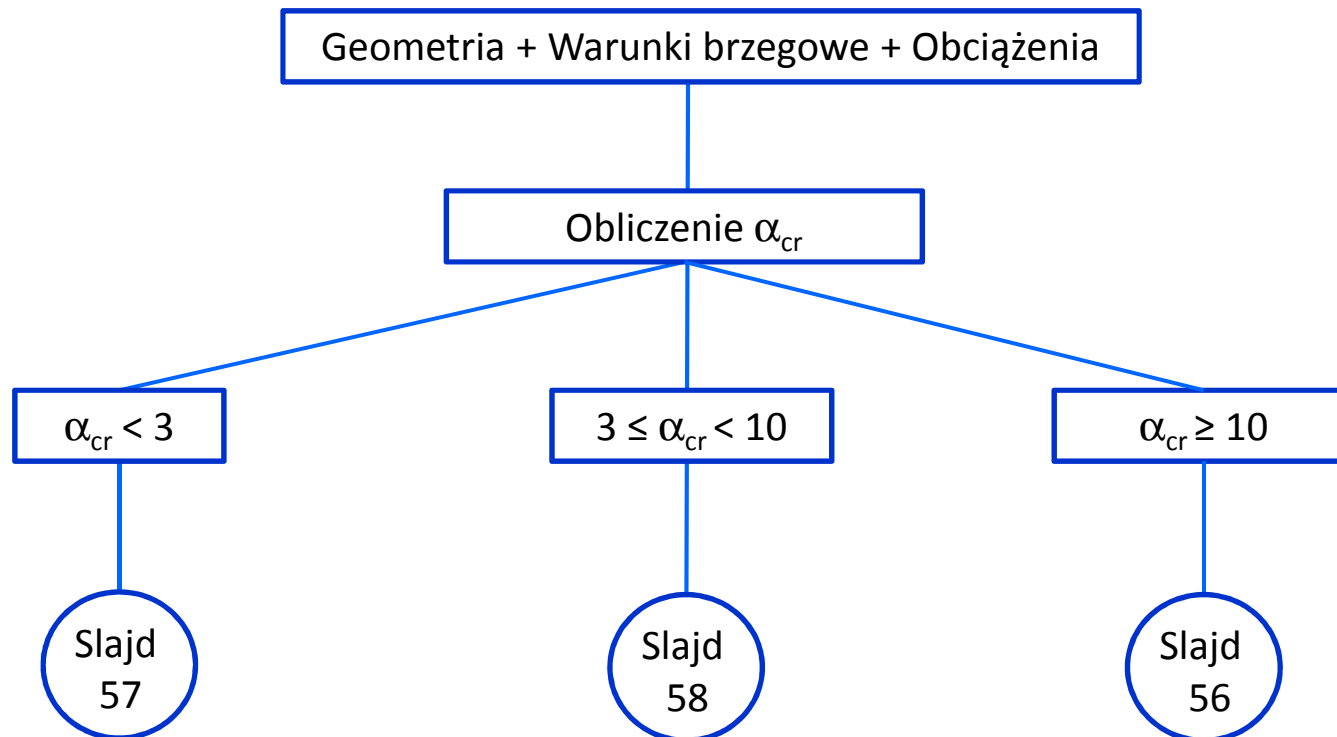 Geometria + Warunki brzegowe + Obciążenia
Obliczenie αcr
αcr < 3
3 ≤ αcr < 10
αcr ≥ 10
Slajd
57
Slajd
58
Slajd
56